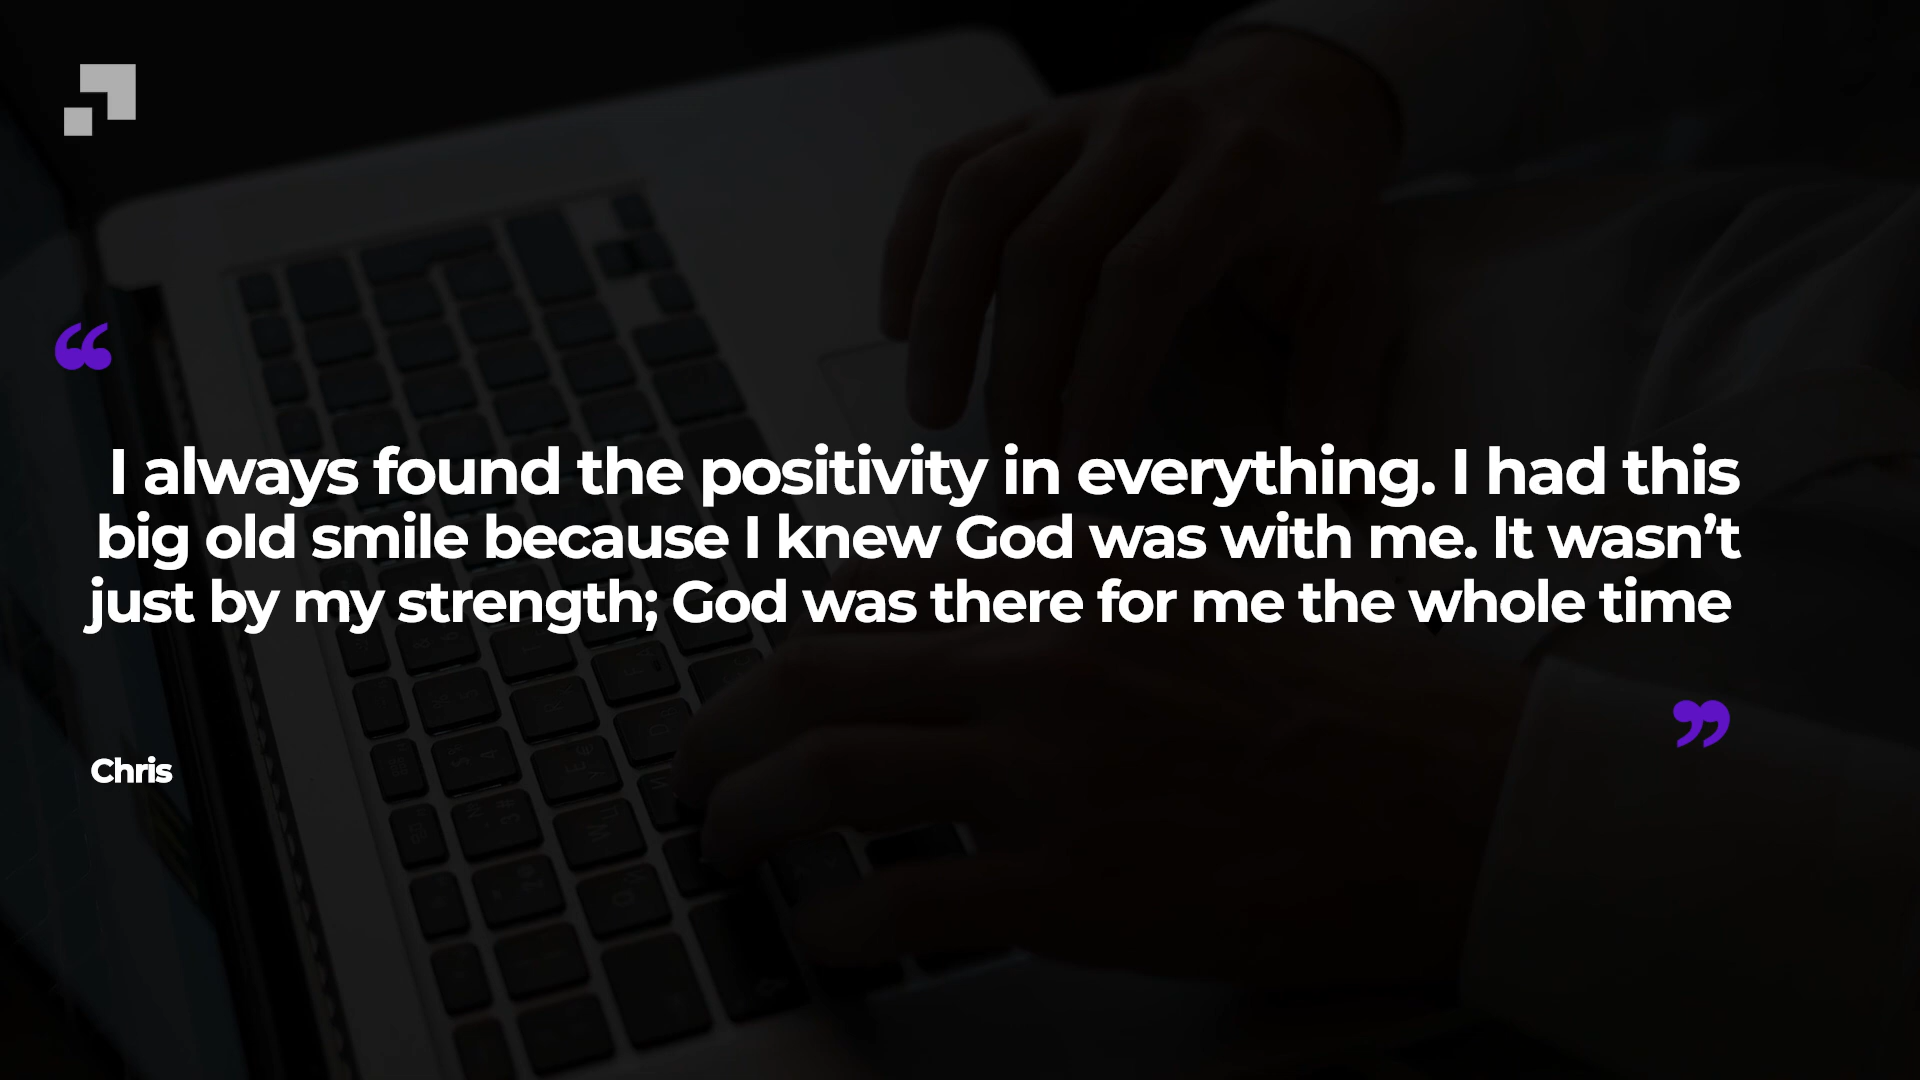 “
I always found the positivity in everything. I had this
big old smile because I knew God was with me. It wasn’t
just by my strength; God was there for me the whole time
”
Chris